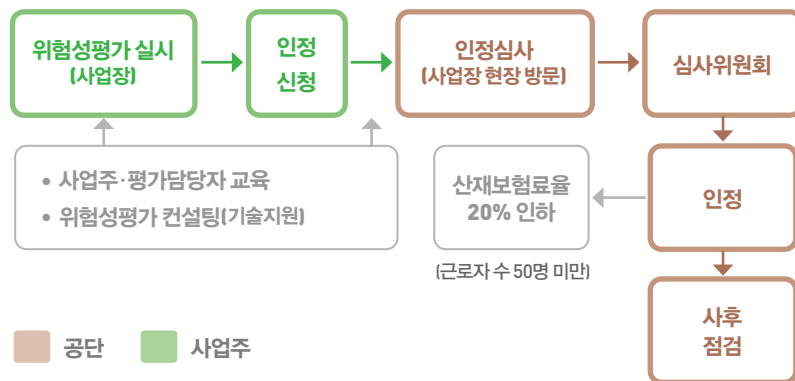 위험성평가 실시
(사업장)
인정
신청
인정심사
(사업장 현장 방문)
심사위원회
• 사업주·평가담당자 교육
• 위험성평가 컨설팅(기술지원)
산재보험료율
20% 인하
(근로자 수 50명 미만)
인정
사후
점검
공단
사업주